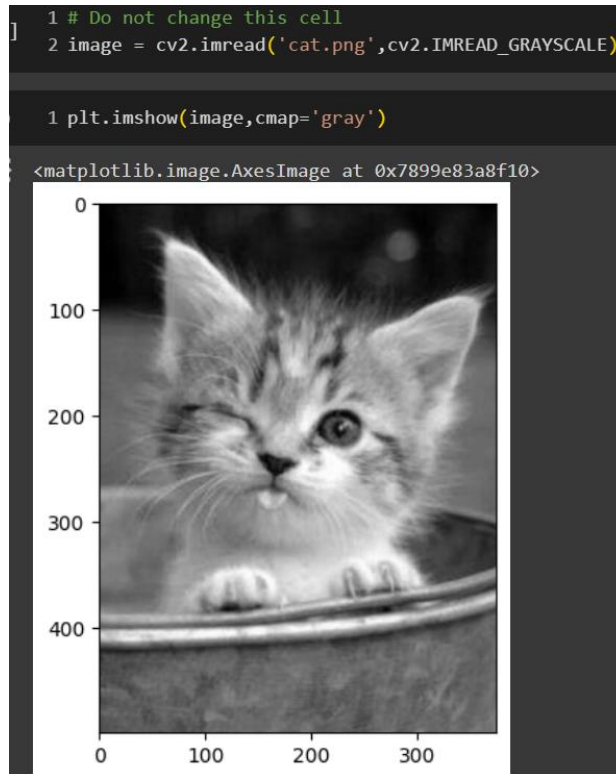 ]
1 # Do not change this cell
2 image = cv2.imread('cat.png',cv2.IMREAD_GRAYSCALE)
1 plt.imshow(image,cmap='gray')
<matplotlib.image.AxesImage at 0x7899e83a8f10>
0
100
200
300
400
0 100 200 300